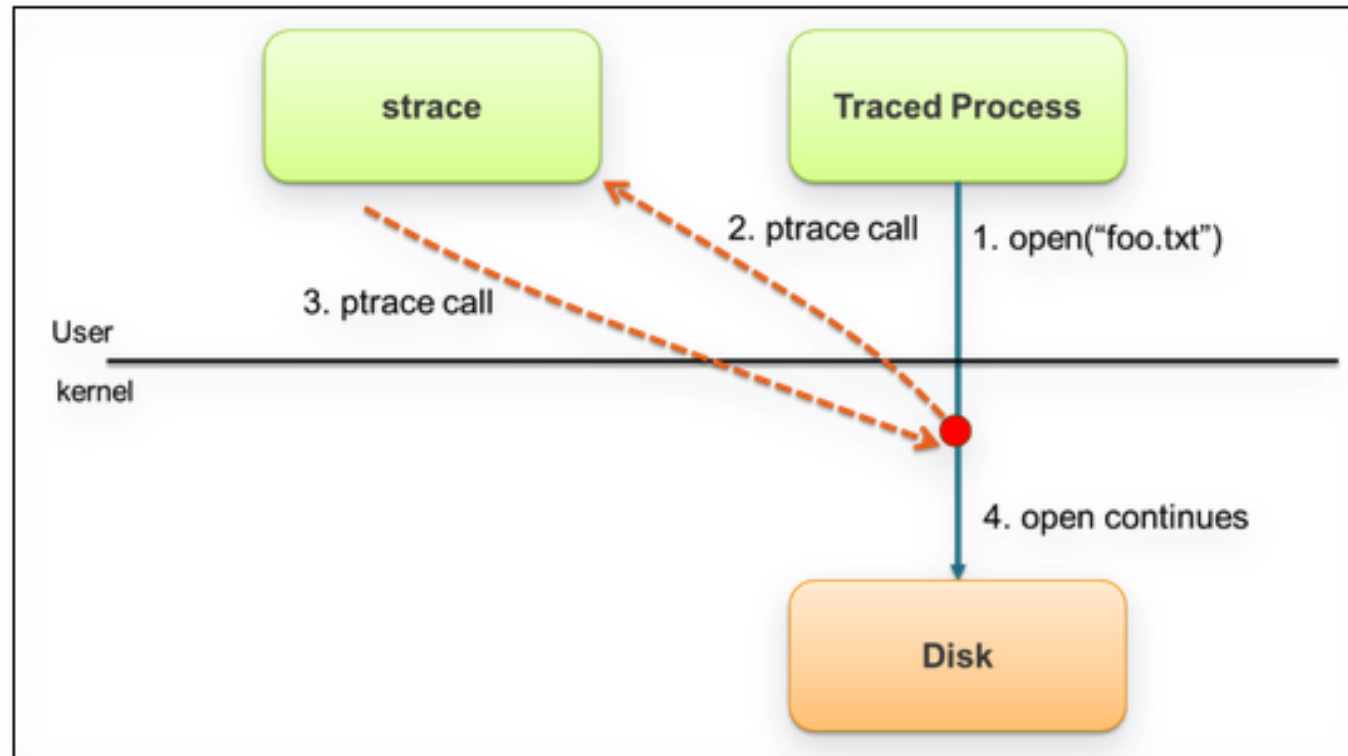 strace
Traced Process
2. ptrace call
1. open(“foo.txt”)
3. ptrace call
User
kernel
4. open continues
Disk